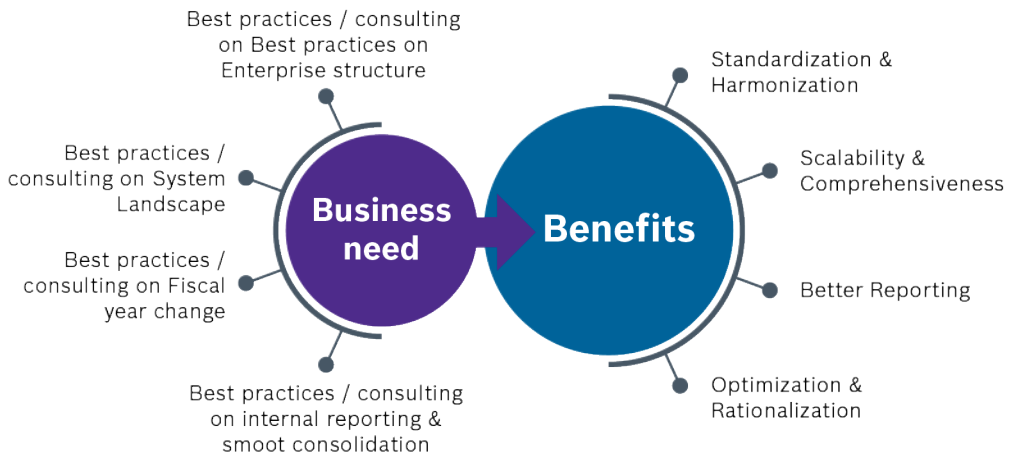 Best practices / consulting
on Best practices on
Enterprise structure
Best practices /
consulting on System
Landscape
Best practices /
consulting on Fiscal
year change
Best practices / consulting
on internal reporting &
smoot consolidation
Business
need
Benefits
Standardization &
Harmonization
Scalability &
Comprehensiveness
Better Reporting
Optimization &
Rationalization